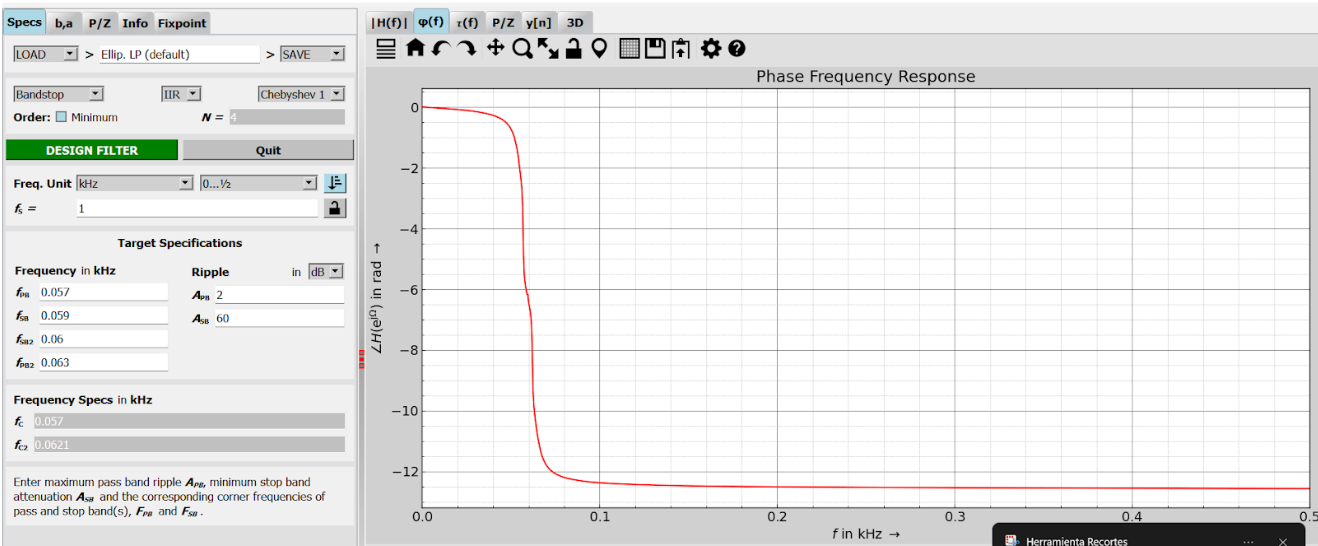 Specs b,a P/Z Info Fixpoint
LOAD > Ellip. LP (default) > SAVE
Bandstop IIR Chebyshev 1
Order: Minimum N = 4
DESIGN FILTER Quit
Freq. Unit kHz 0...½
fS = 1
Target Specifications
Frequency in kHz Ripple in dB
fPB 0.057 APB 2
fSB 0.059 ASB 60
fSB2 0.06
fPB2 0.063
Frequency Specs in kHz
fC 0.057
fC2 0.0621
Enter maximum pass band ripple APB, minimum stop band
attenuation ASB and the corresponding corner frequencies of
pass and stop band(s), FPB and FSB .
|H(f)| φ(f) τ(f) P/Z y[n] 3D
Phase Frequency Response
0
−2
−4
−6
−8
−10
−12
∠H(e^jΩ) in rad →
0.0 0.1 0.2 0.3 0.4 0.5
f in kHz →
Herramienta Recortes